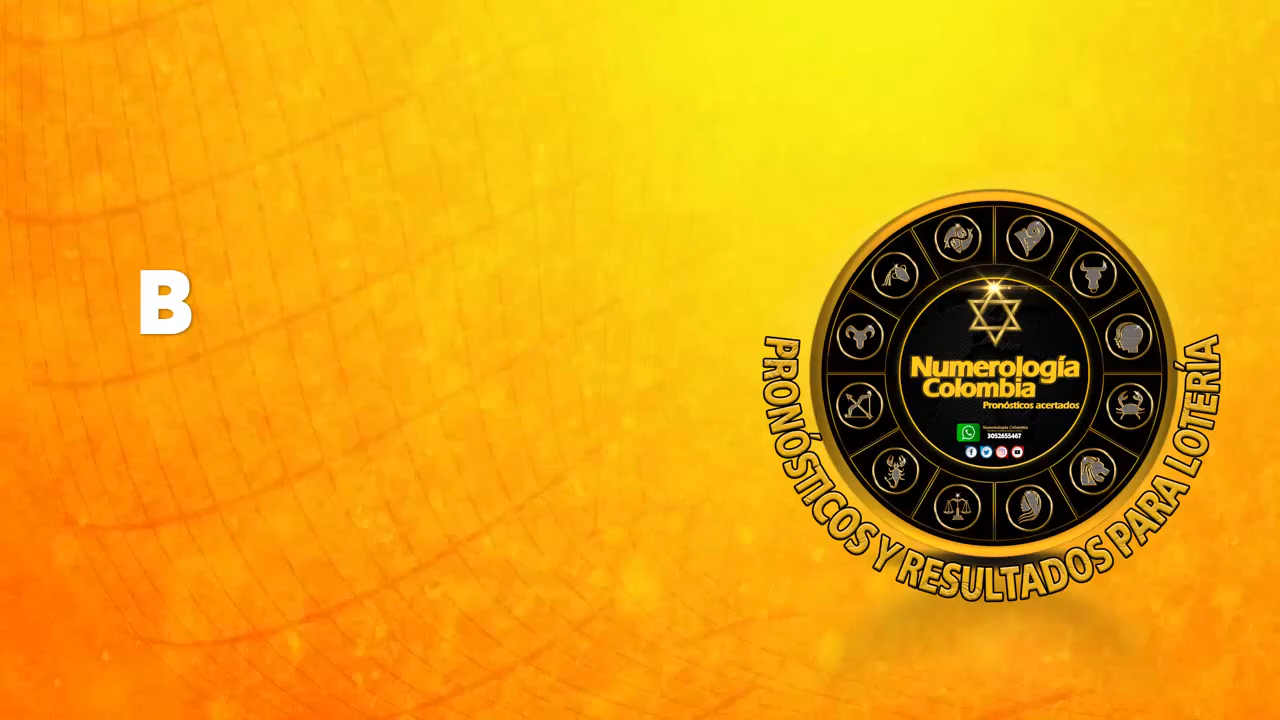 B
Numerología
Colombia
Pronósticos acertados
Numerología Colombia
3052655467
PRONÓSTICOS Y RESULTADOS PARA LOTERÍA